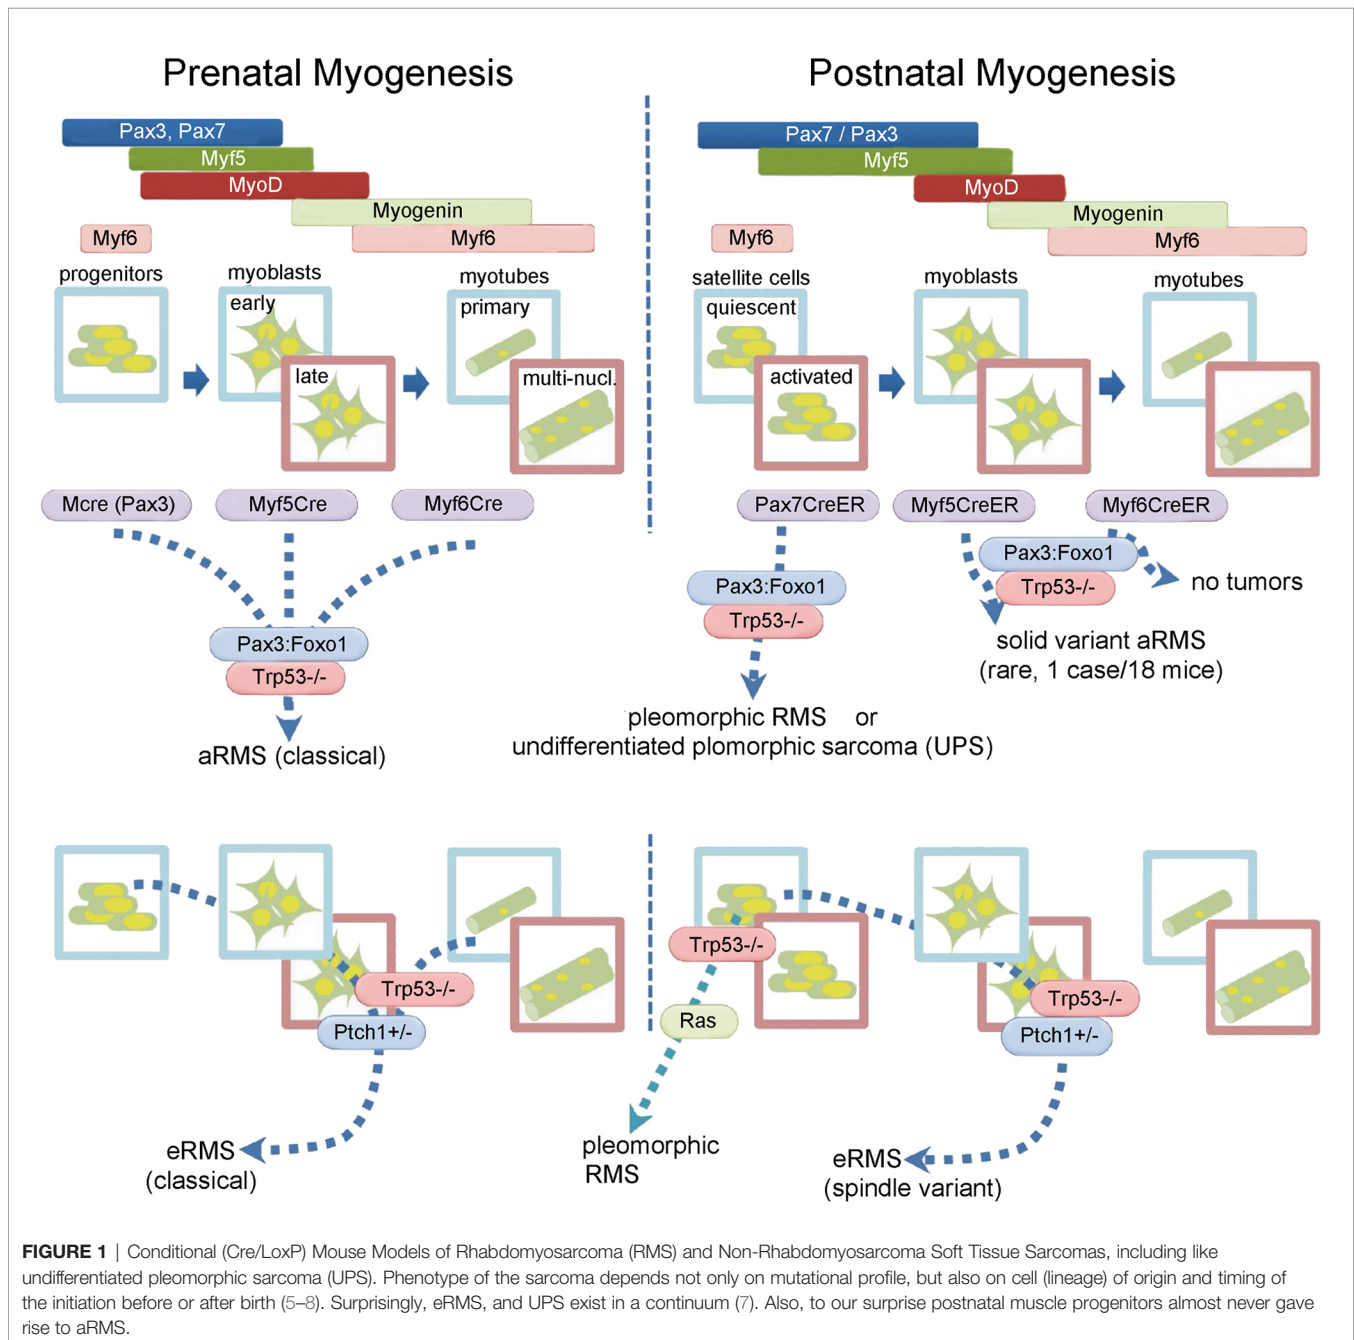 Prenatal Myogenesis
Pax3, Pax7
Myf5
MyoD
Myogenin
Myf6
Myf6
progenitors
myoblasts
early
late
myotubes
primary
multi-nucl.
Mcre (Pax3)
Myf5Cre
Myf6Cre
Pax3:Foxo1
Trp53-/-
aRMS (classical)
Postnatal Myogenesis
Pax7 / Pax3
Myf5
MyoD
Myogenin
Myf6
Myf6
satellite cells
quiescent
activated
myoblasts
myotubes
Pax7CreER
Myf5CreER
Myf6CreER
Pax3:Foxo1
Trp53-/-
Pax3:Foxo1
Trp53-/-
no tumors
solid variant aRMS
(rare, 1 case/18 mice)
pleomorphic RMS or
undifferentiated plomorphic sarcoma (UPS)
Trp53-/-
Ptch1+/-
eRMS
(classical)
Trp53-/-
Ras
pleomorphic
RMS
Trp53-/-
Ptch1+/-
eRMS
(spindle variant)
FIGURE 1 | Conditional (Cre/LoxP) Mouse Models of Rhabdomyosarcoma (RMS) and Non-Rhabdomyosarcoma Soft Tissue Sarcomas, including like
undifferentiated pleomorphic sarcoma (UPS). Phenotype of the sarcoma depends not only on mutational profile, but also on cell (lineage) of origin and timing of
the initiation before or after birth (5–8). Surprisingly, eRMS, and UPS exist in a continuum (7). Also, to our surprise postnatal muscle progenitors almost never gave
rise to aRMS.